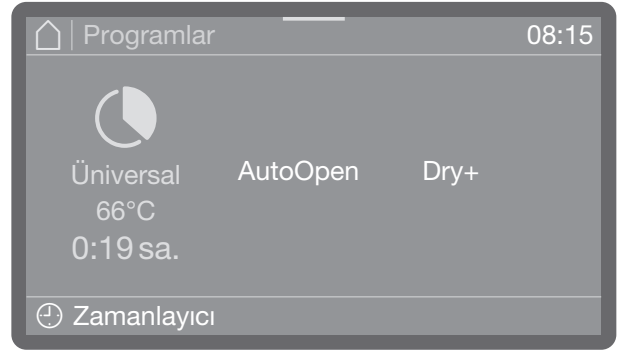 Programlar 08:15
Üniversal AutoOpen Dry+
66°C
0:19 sa.
Zamanlayıcı